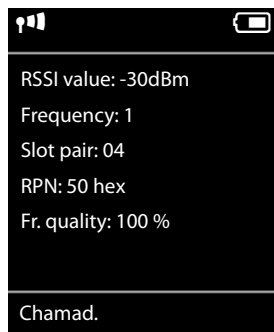 RSSI value: -30dBm
Frequency: 1
Slot pair: 04
RPN: 50 hex
Fr. quality: 100 %
Chamad.